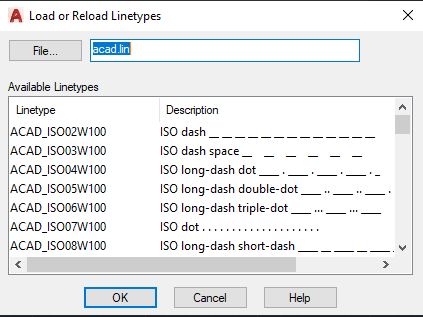 Load or Reload Linetypes
File... acad.lin
Available Linetypes
Linetype Description
ACAD_ISO02W100 ISO dash __ __ __ __ __ __ __ __ __ __ __ __ __
ACAD_ISO03W100 ISO dash space __    __    __    __    __    __
ACAD_ISO04W100 ISO long-dash dot ____ . ____ . ____ . ____ . _
ACAD_ISO05W100 ISO long-dash double-dot ____ .. ____ .. ____ .
ACAD_ISO06W100 ISO long-dash triple-dot ____ ... ____ ... ____
ACAD_ISO07W100 ISO dot . . . . . . . . . . . . . . . . . . . .
ACAD_ISO08W100 ISO long-dash short-dash ____ __ ____ __ ____ _
OK Cancel Help